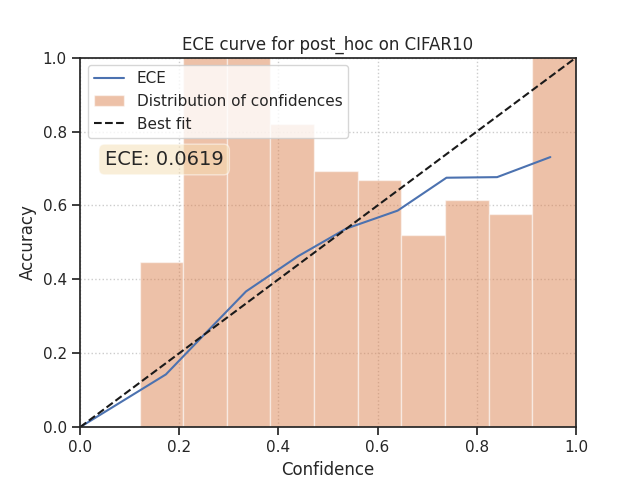 ECE curve for post_hoc on CIFAR10
ECE
Distribution of confidences
Best fit
ECE: 0.0619
Accuracy
1.0
0.8
0.6
0.4
0.2
0.0
0.0 0.2 0.4 0.6 0.8 1.0
Confidence